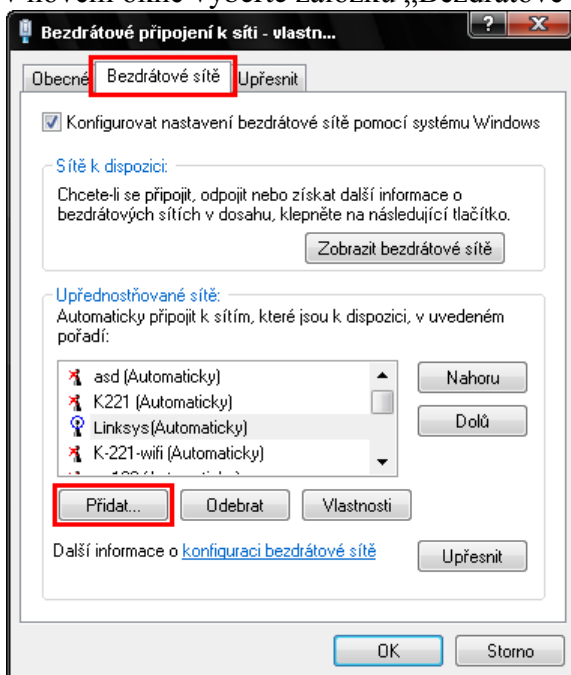 v novém okně vyberte záložku „Bezdrátové
Bezdrátové připojení k síti - vlastn...
Obecné Bezdrátové sítě Upřesnit
Konfigurovat nastavení bezdrátové sítě pomocí systému Windows
Sítě k dispozici:
Chcete-li se připojit, odpojit nebo získat další informace o
bezdrátových sítích v dosahu, klepněte na následující tlačítko.
Zobrazit bezdrátové sítě
Upřednostňované sítě:
Automaticky připojit k sítím, které jsou k dispozici, v uvedeném
pořadí:
asd (Automaticky)
K221 (Automaticky)
Linksys(Automaticky)
K-221-wifi (Automaticky)
Nahoru
Dolů
Přidat... Odebrat Vlastnosti
Další informace o konfiguraci bezdrátové sítě
Upřesnit
OK Storno